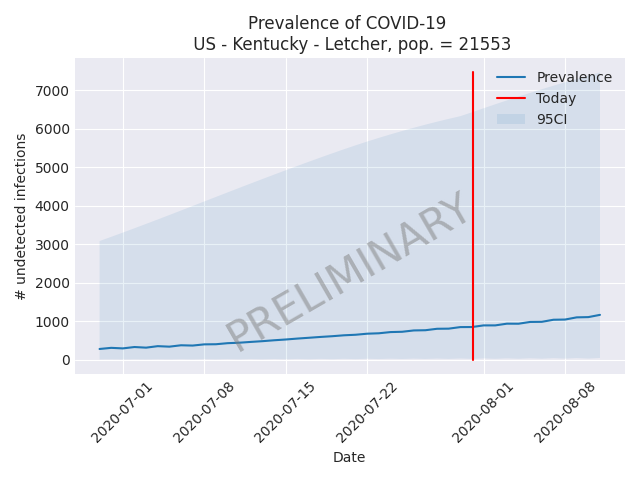 Prevalence of COVID-19
US - Kentucky - Letcher, pop. = 21553
Prevalence
Today
95CI
7000
6000
5000
4000
3000
2000
1000
0
# undetected infections
PRELIMINARY
2020-07-01
2020-07-08
2020-07-15
2020-07-22
2020-08-01
2020-08-08
Date